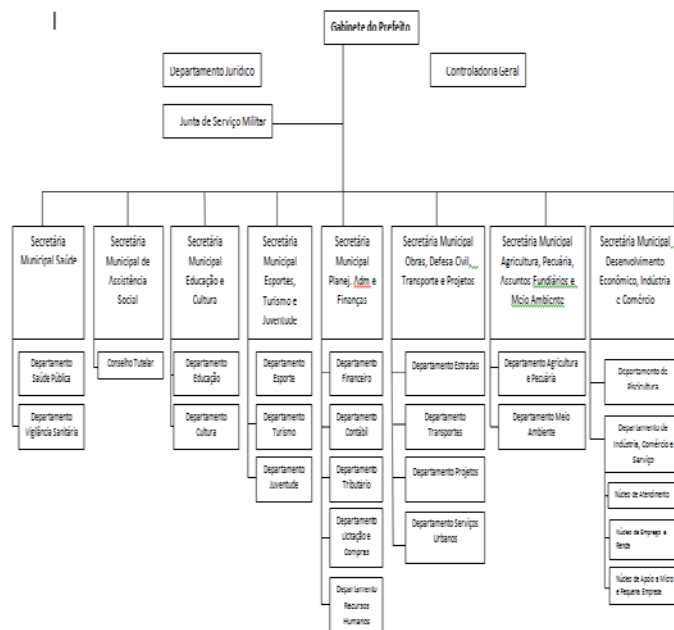 Gabinete do Prefeito
Departamento Jurídico
Controladoria Geral
Junta de Serviço Militar
Secretária
Municipal Saúde
Departamento
Saúde Pública
Departamento
Vigilância Sanitária
Secretária
Municipal de
Assistência
Social
Conselho Tutelar
Secretária
Municipal
Educação e
Cultura
Departamento
Educação
Departamento
Cultura
Secretária
Municipal
Esportes,
Turismo e
Juventude
Departamento
Esporte
Departamento
Turismo
Departamento
Juventude
Secretária
Municipal
Planej. Adm e
Finanças
Departamento
Financeiro
Departamento
Contábil
Departamento
Tributário
Departamento
Licitação e
Compras
Departamento
Recursos
Humanos
Secretária Municipal
Obras, Defesa Civil,
Transporte e Projetos
Departamento Estradas
Departamento
Transportes
Departamento Projetos
Departamento Serviços
Urbanos
Secretária Municipal
Agricultura, Pecuária,
Assuntos Fundiários e
Meio Ambiente
Departamento Agricultura
e Pecuária
Departamento Meio
Ambiente
Secretária Municipal
Desenvolvimento
Econômico, Indústria
e Comércio
Departamento de
Piscicultura
Departamento de
Indústria, Comércio e
Serviço
Núcleo de Atendimento
Núcleo de Emprego e
Renda
Núcleo de Apoio a Micro
e Pequena Empresa